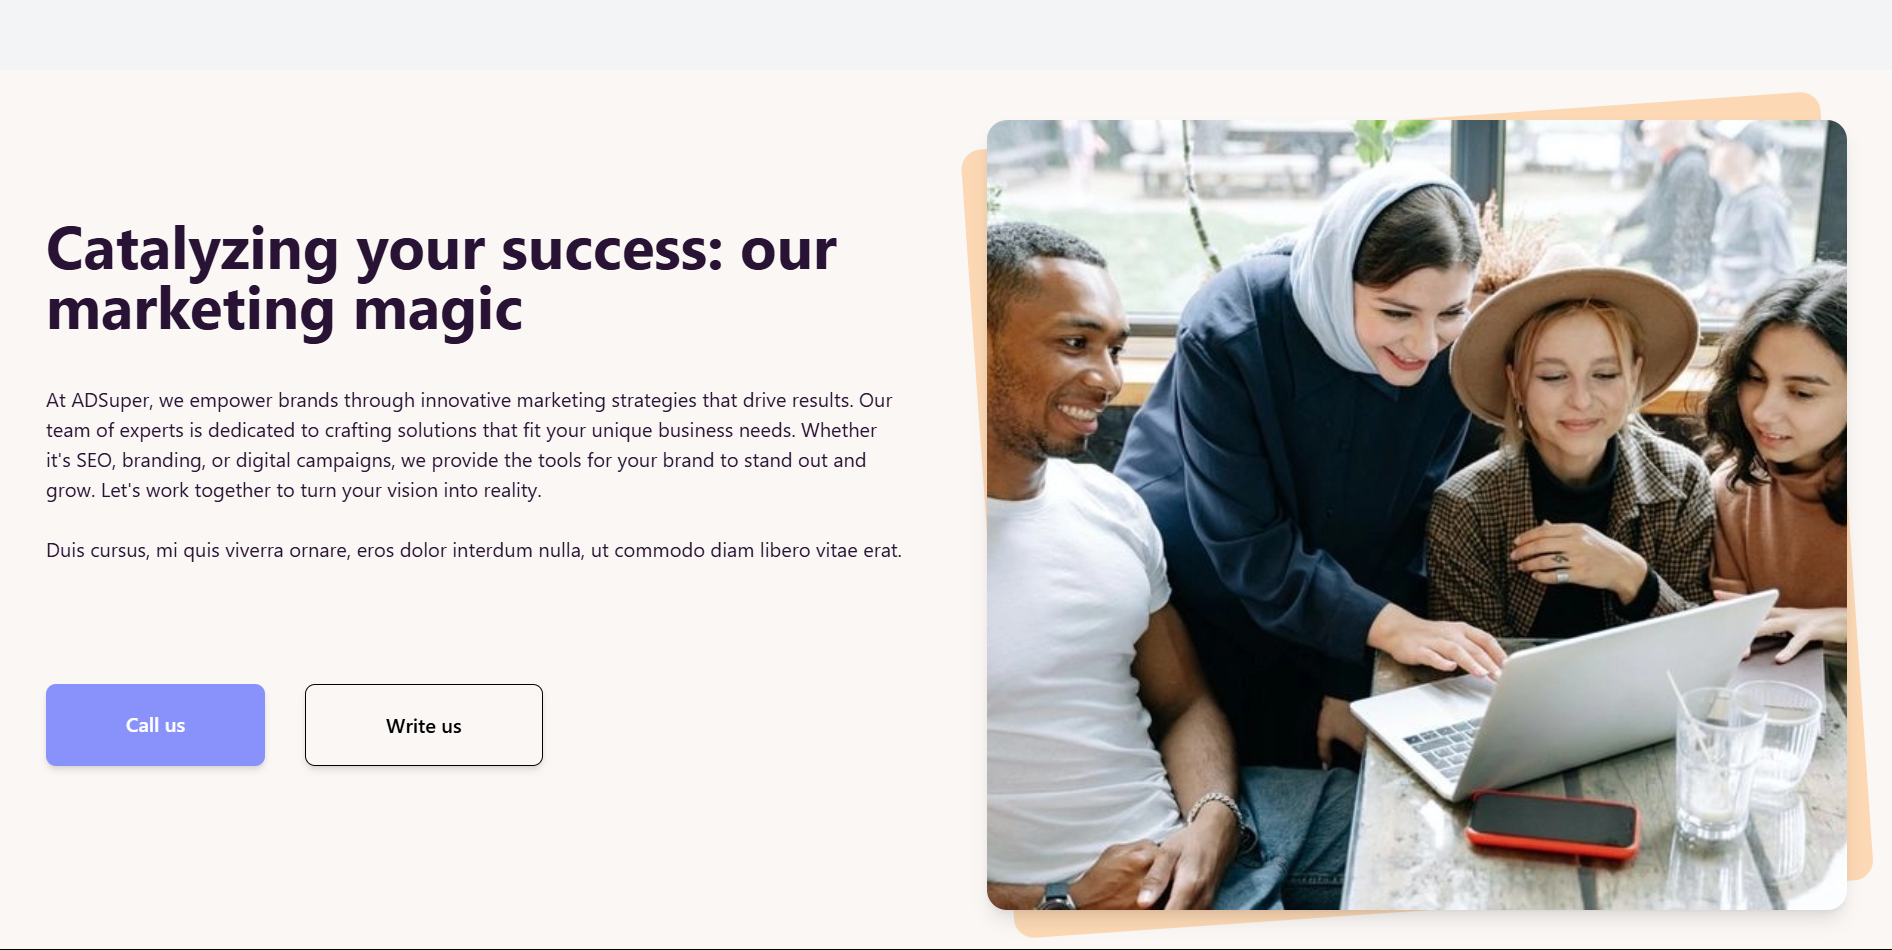 Catalyzing your success: our
marketing magic
At ADSuper, we empower brands through innovative marketing strategies that drive results. Our
team of experts is dedicated to crafting solutions that fit your unique business needs. Whether
it's SEO, branding, or digital campaigns, we provide the tools for your brand to stand out and
grow. Let's work together to turn your vision into reality.
Duis cursus, mi quis viverra ornare, eros dolor interdum nulla, ut commodo diam libero vitae erat.
Call us
Write us